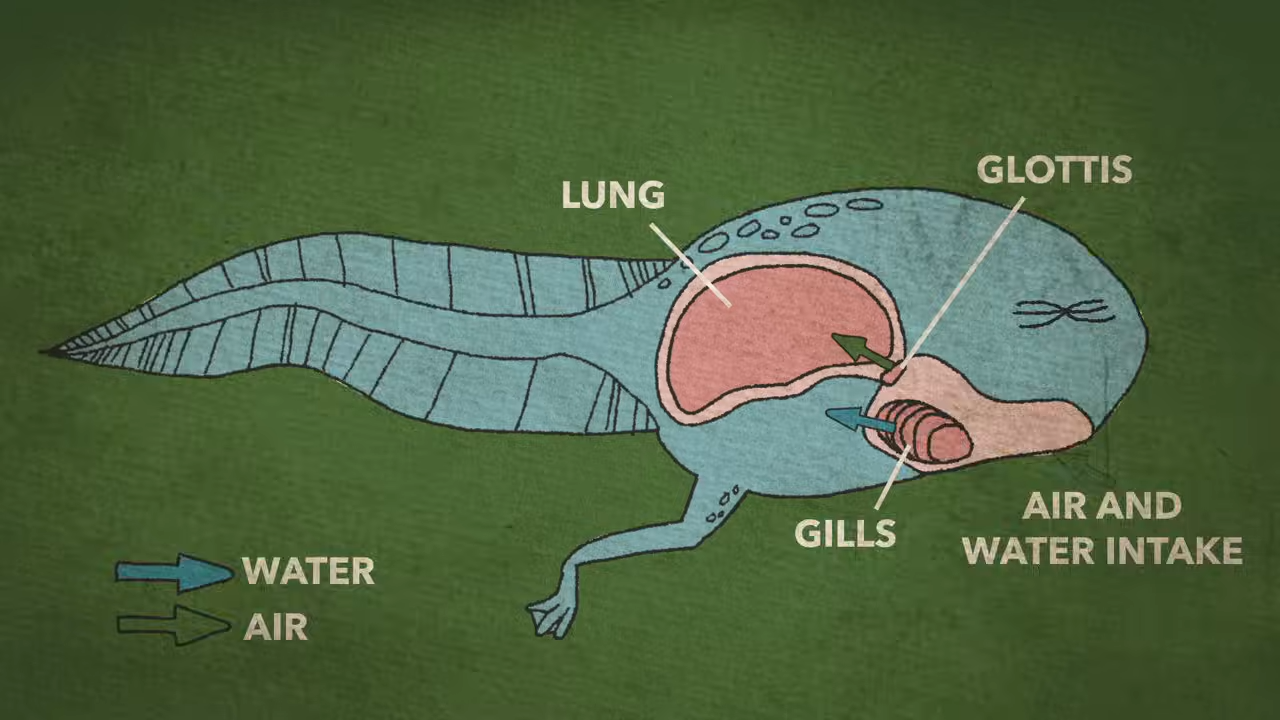 GLOTTIS
LUNG
AIR AND
WATER INTAKE
GILLS
WATER
AIR